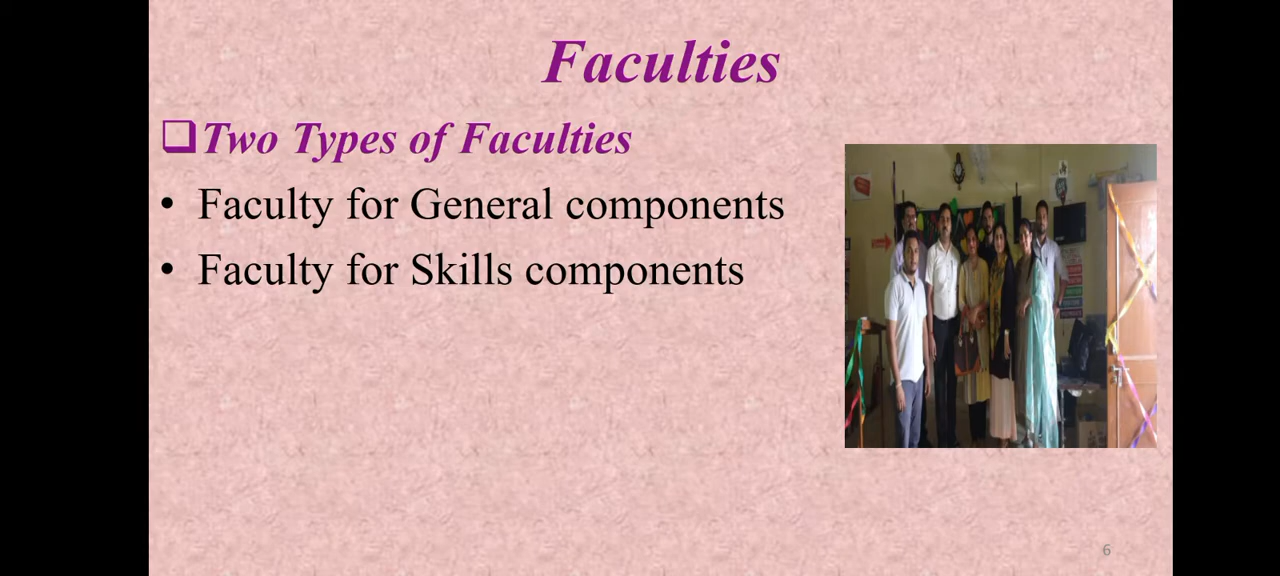 Faculties
❑Two Types of Faculties
• Faculty for General components
• Faculty for Skills components
6